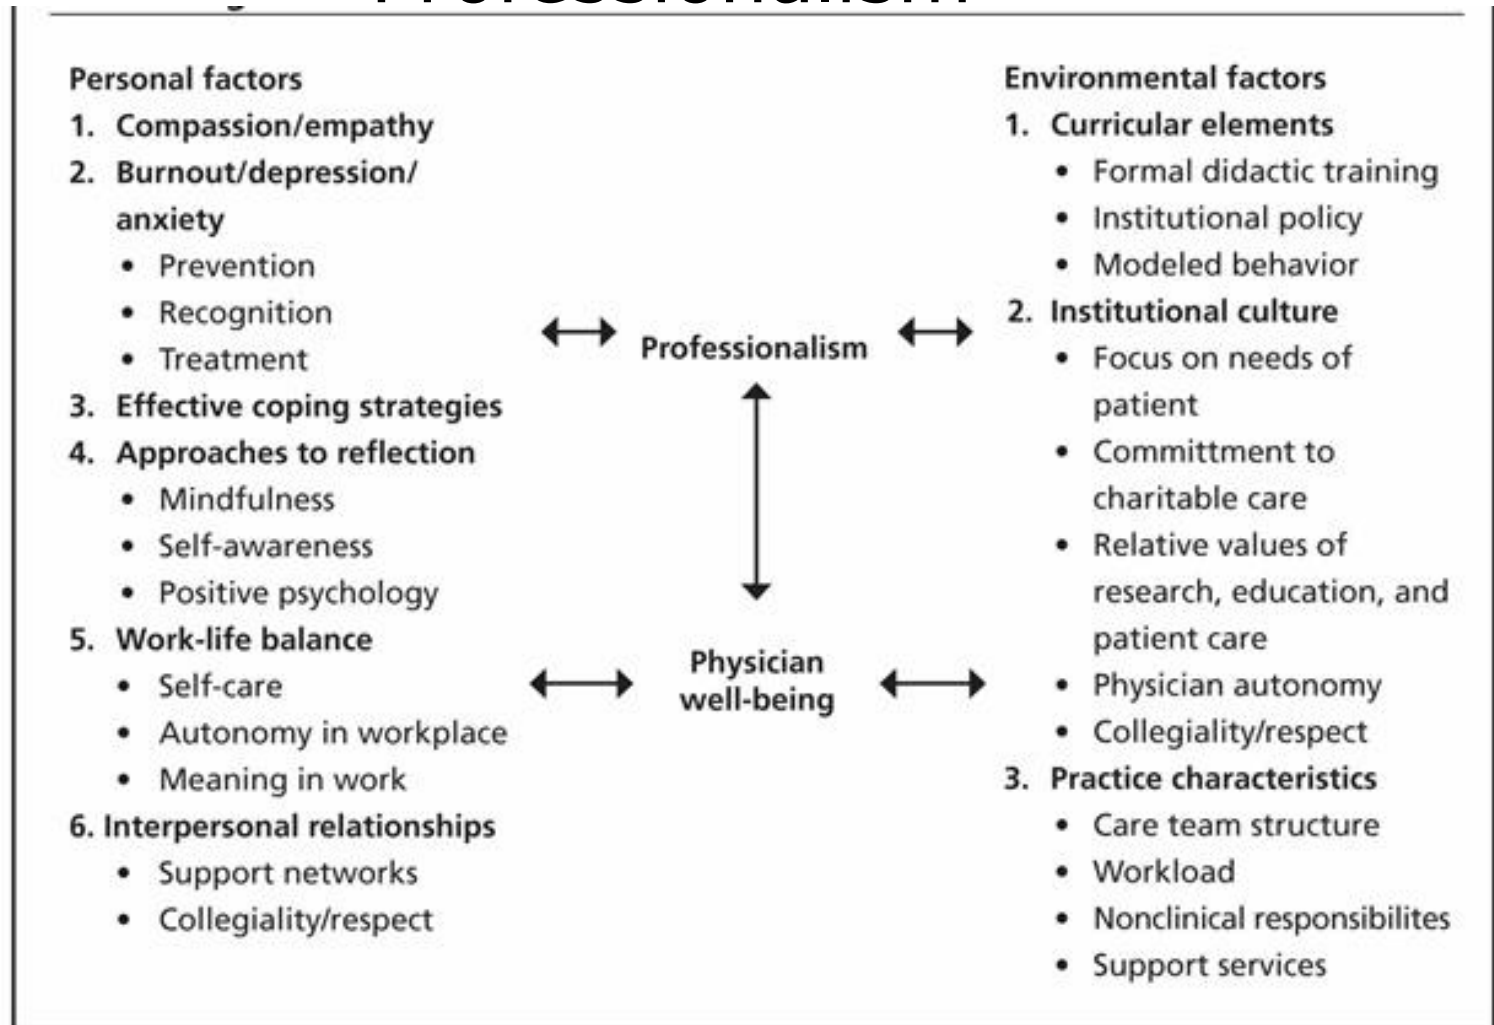 Professionalism
Personal factors
1. Compassion/empathy
2. Burnout/depression/
anxiety
• Prevention
• Recognition
• Treatment
3. Effective coping strategies
4. Approaches to reflection
• Mindfulness
• Self-awareness
• Positive psychology
5. Work-life balance
• Self-care
• Autonomy in workplace
• Meaning in work
6. Interpersonal relationships
• Support networks
• Collegiality/respect
Professionalism
Physician
well-being
Environmental factors
1. Curricular elements
• Formal didactic training
• Institutional policy
• Modeled behavior
2. Institutional culture
• Focus on needs of
patient
• Committment to
charitable care
• Relative values of
research, education, and
patient care
• Physician autonomy
• Collegiality/respect
3. Practice characteristics
• Care team structure
• Workload
• Nonclinical responsibilites
• Support services